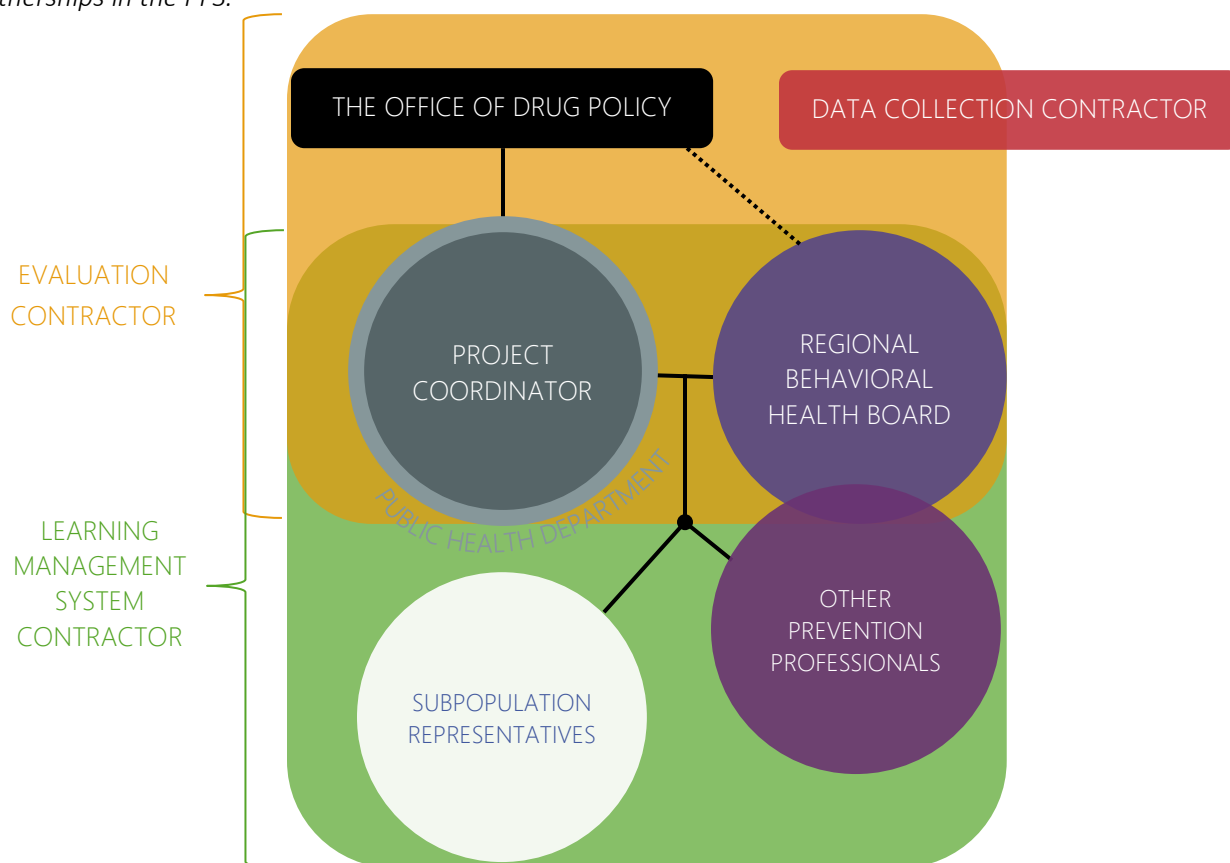 THE OFFICE OF DRUG POLICY
DATA COLLECTION CONTRACTOR
EVALUATION
CONTRACTOR
PROJECT
COORDINATOR
REGIONAL
BEHAVIORAL
HEALTH BOARD
PUBLIC HEALTH DEPARTMENT
LEARNING
MANAGEMENT
SYSTEM
CONTRACTOR
OTHER
PREVENTION
PROFESSIONALS
SUBPOPULATION
REPRESENTATIVES